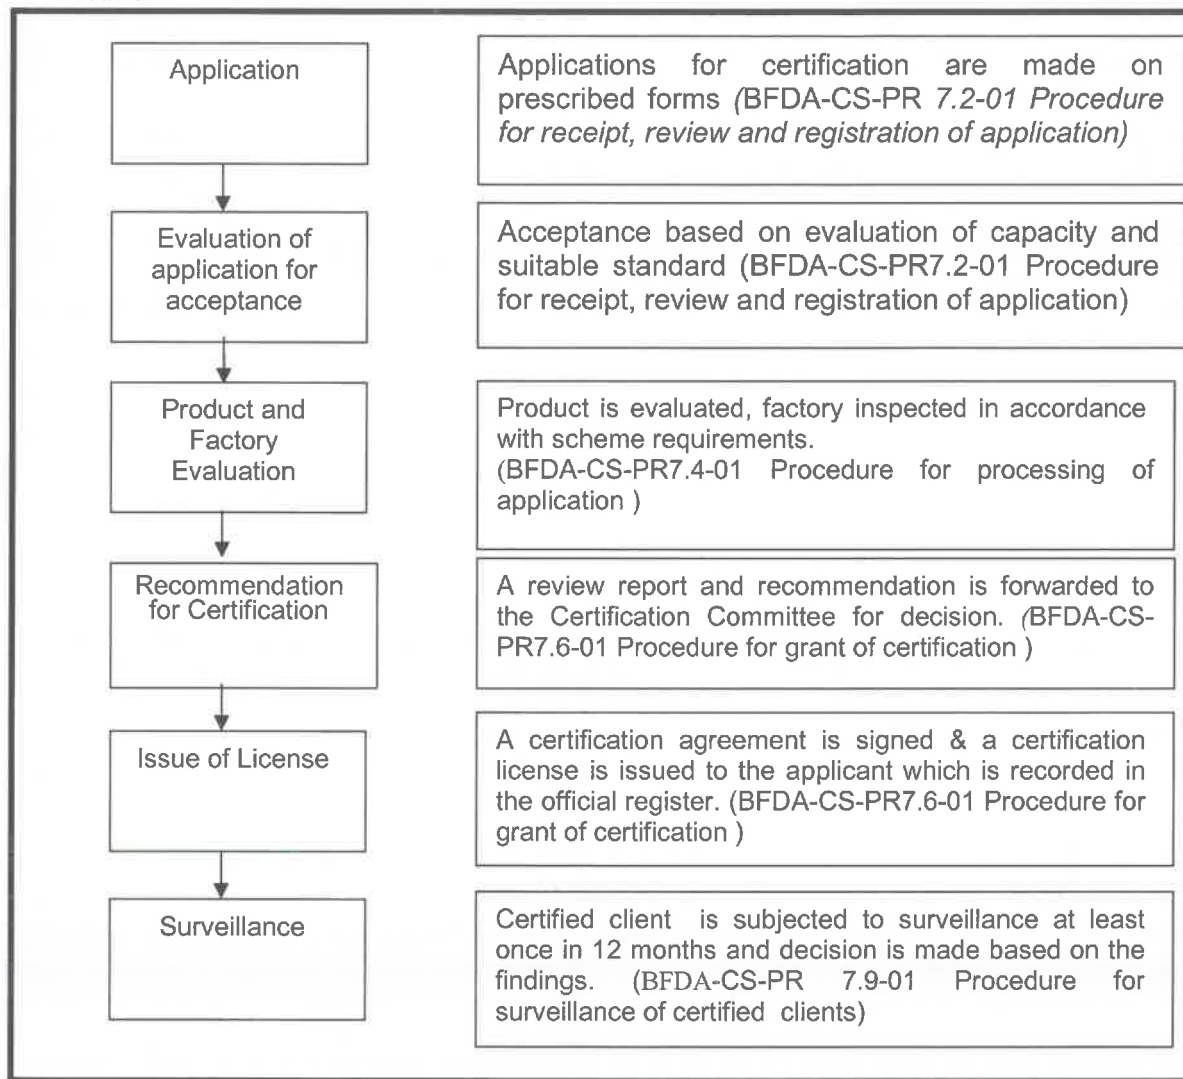 Application
Applications for certification are made on
prescribed forms (BFDA-CS-PR 7.2-01 Procedure
for receipt, review and registration of application)
Evaluation of
application for
acceptance
Acceptance based on evaluation of capacity and
suitable standard (BFDA-CS-PR7.2-01 Procedure
for receipt, review and registration of application)
Product and
Factory
Evaluation
Product is evaluated, factory inspected in accordance
with scheme requirements.
(BFDA-CS-PR7.4-01 Procedure for processing of
application )
Recommendation
for Certification
A review report and recommendation is forwarded to
the Certification Committee for decision. (BFDA-CS-
PR7.6-01 Procedure for grant of certification )
Issue of License
A certification agreement is signed & a certification
license is issued to the applicant which is recorded in
the official register. (BFDA-CS-PR7.6-01 Procedure for
grant of certification )
Surveillance
Certified client is subjected to surveillance at least
once in 12 months and decision is made based on the
findings. (BFDA-CS-PR 7.9-01 Procedure for
surveillance of certified clients)